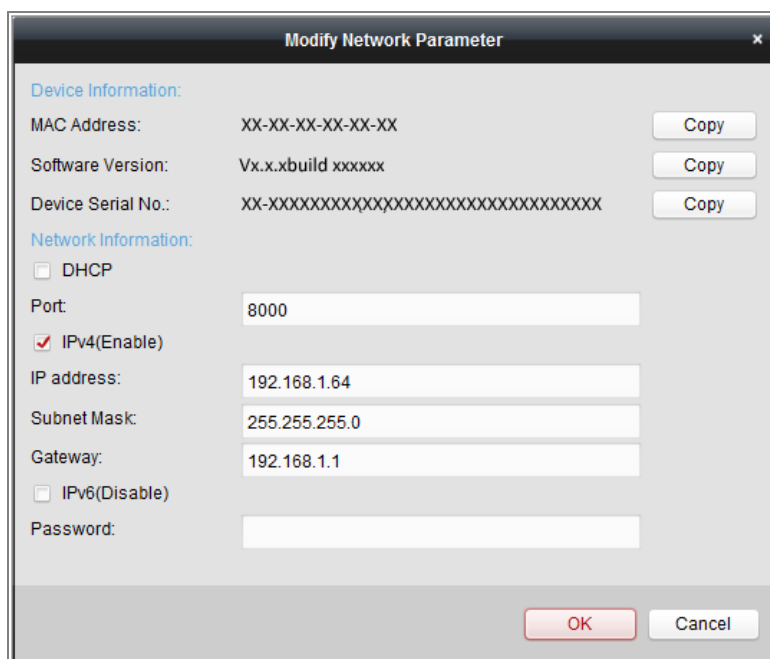 Modify Network Parameter ×
Device Information:
MAC Address: XX-XX-XX-XX-XX-XX Copy
Software Version: Vx.x.xbuild xxxxxx Copy
Device Serial No.: XX-XXXXXXXXXXXXXXXXXXXXXXXXXXXXXXXX Copy
Network Information:
DHCP
Port: 8000
IPv4(Enable)
IP address: 192.168.1.64
Subnet Mask: 255.255.255.0
Gateway: 192.168.1.1
IPv6(Disable)
Password:
OK Cancel